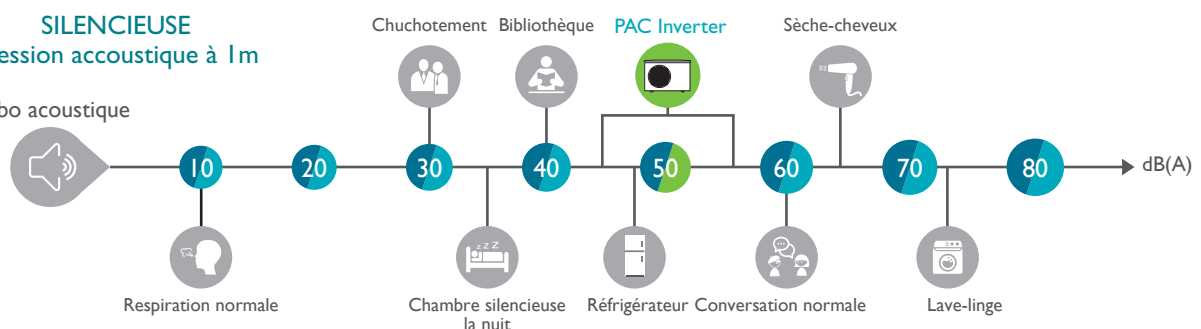 SILENCIEUSE
ession accoustique à 1m
bo acoustique
Chuchotement
Bibliothèque
PAC Inverter
Sèche-cheveux
10
20
30
40
50
60
70
80
dB(A)
z z Z
Respiration normale
Chambre silencieuse
la nuit
Réfrigérateur
Conversation normale
Lave-linge